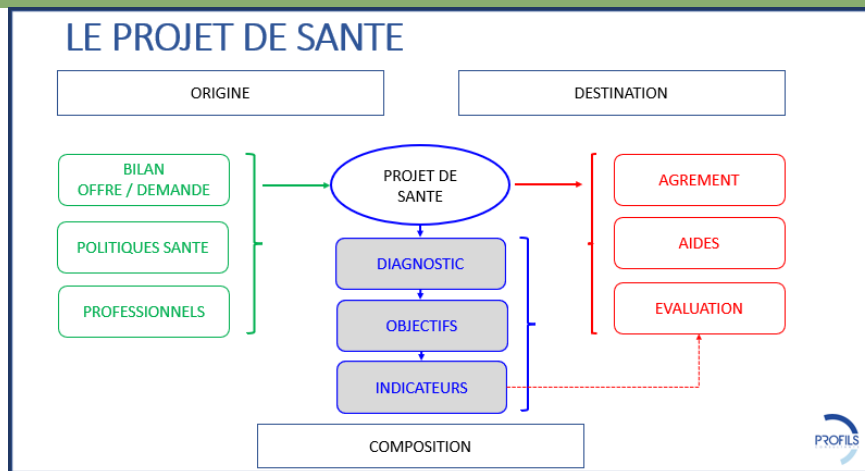 LE PROJET DE SANTE
ORIGINE
DESTINATION
BILAN
OFFRE / DEMANDE
POLITIQUES SANTE
PROFESSIONNELS
PROJET DE
SANTE
DIAGNOSTIC
OBJECTIFS
INDICATEURS
AGREMENT
AIDES
EVALUATION
COMPOSITION
PROFILS